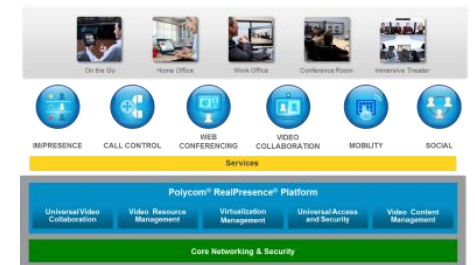 On the Go Home Office Work Office Conference Room Immersive Theater
IM/PRESENCE CALL CONTROL WEB CONFERENCING VIDEO COLLABORATION MOBILITY SOCIAL
Services
Polycom® RealPresence® Platform
Universal Video Collaboration Video Resource Management Virtualization Management Universal Access and Security Video Content Management
Core Networking & Security